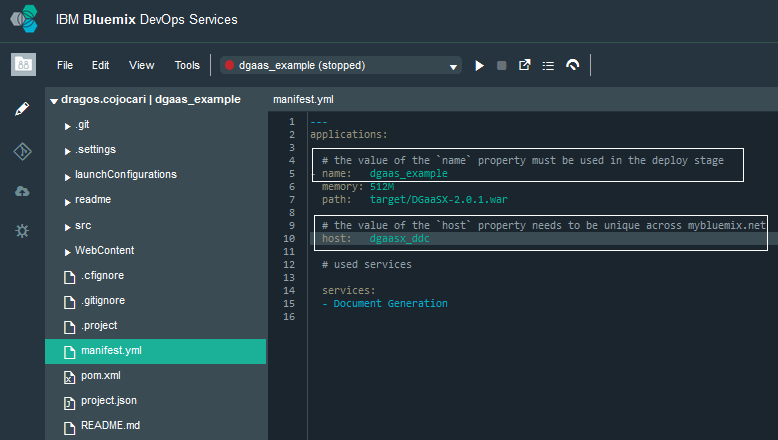 IBM Bluemix DevOps Services
File Edit View Tools dgaas_example (stopped)
dragos.cojocari | dgaas_example
.git
.settings
launchConfigurations
readme
src
WebContent
.cfignore
.gitignore
.project
manifest.yml
pom.xml
project.json
README.md
manifest.yml
1 ---
2 applications:
3
4 # the value of the `name` property must be used in the deploy stage
5 - name: dgaas_example
6 memory: 512M
7 path: target/DGaaSX-2.0.1.war
8
9 # the value of the `host` property needs to be unique across mybluemix.net
10 host: dgaasx_ddc
11
12 # used services
13
14 services:
15 - Document Generation
16